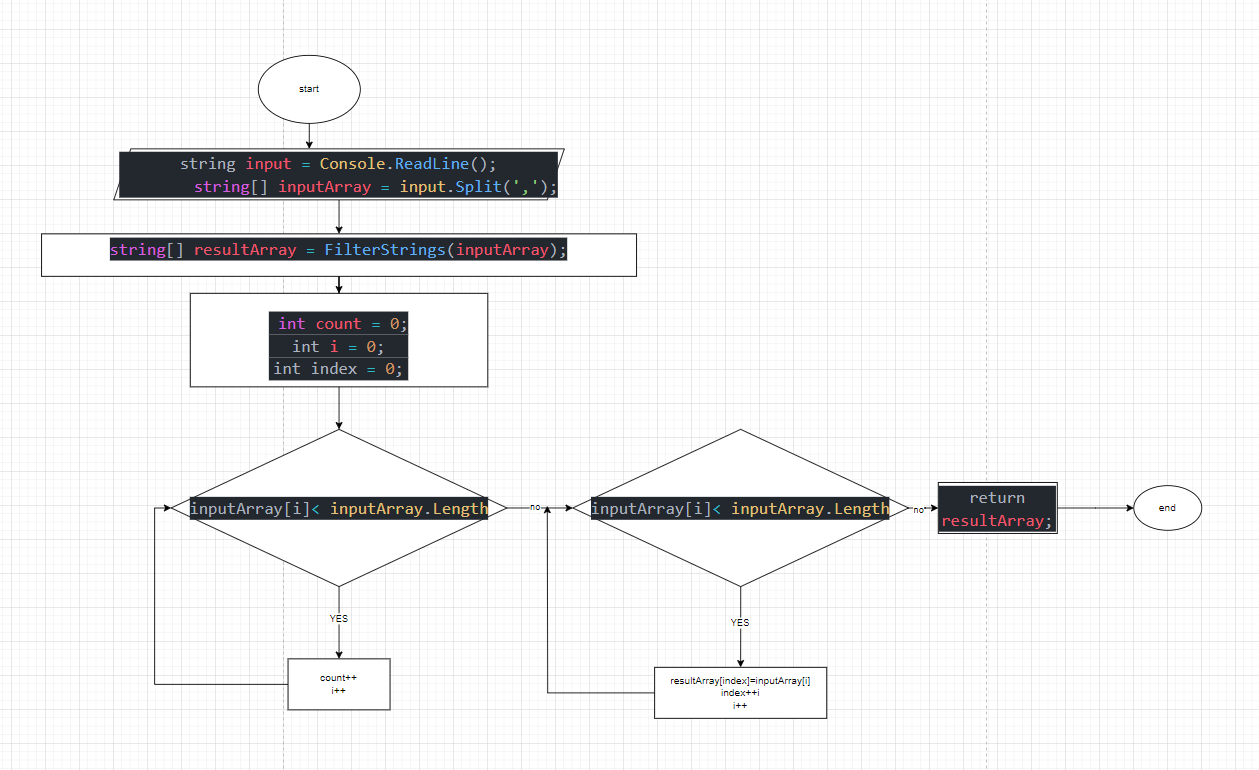 start
string input = Console.ReadLine();
string[] inputArray = input.Split(',');
string[] resultArray = FilterStrings(inputArray);
int count = 0;
int i = 0;
int index = 0;
inputArray[i]< inputArray.Length
no
inputArray[i]< inputArray.Length
no
return
resultArray;
end
YES
YES
count++
i++
resultArray[index]=inputArray[i]
index++i
i++